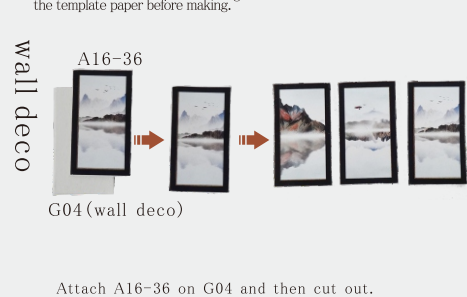 the template paper before making.
wall deco
A16-36
G04(wall deco)
Attach A16-36 on G04 and then cut out.